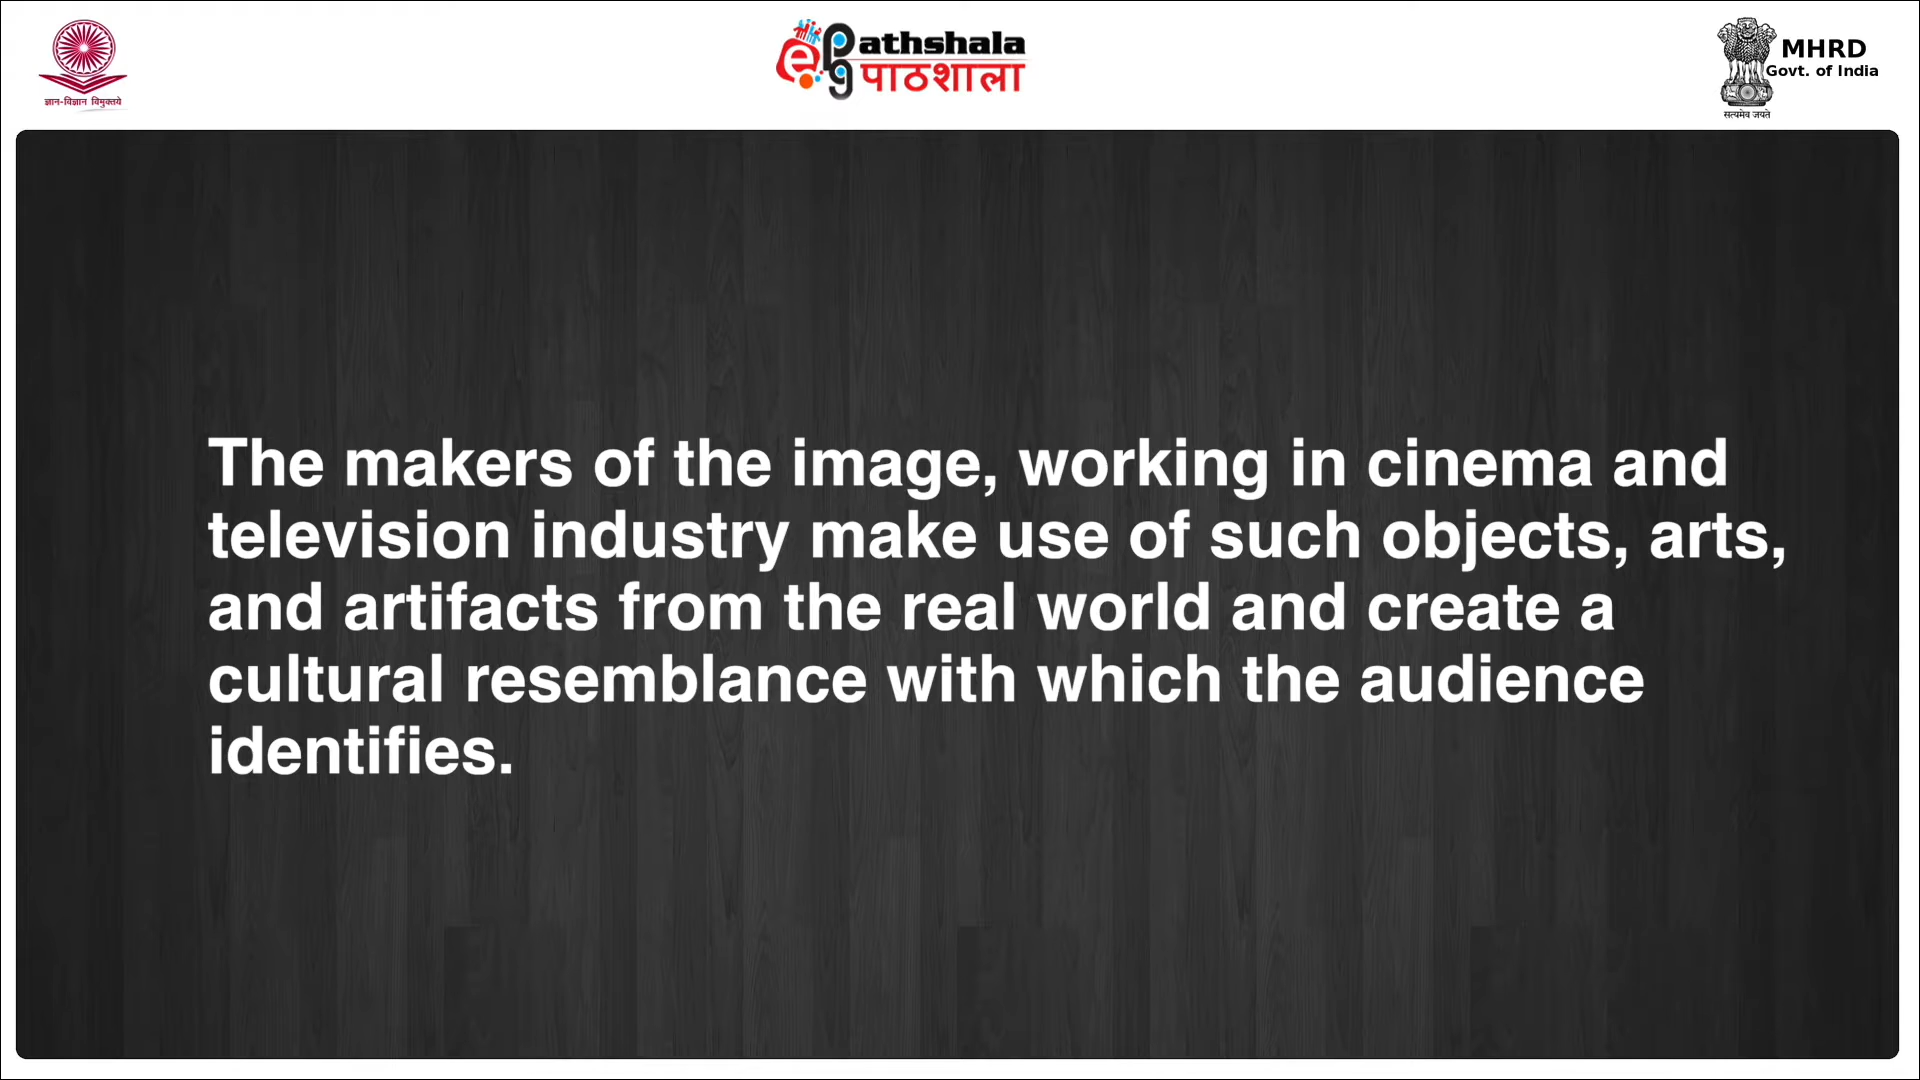 ज्ञान-विज्ञान विमुक्तये
ePG athshala
पाठशाला
MHRD
Govt. of India
सत्यमेव जयते
The makers of the image, working in cinema and
television industry make use of such objects, arts,
and artifacts from the real world and create a
cultural resemblance with which the audience
identifies.